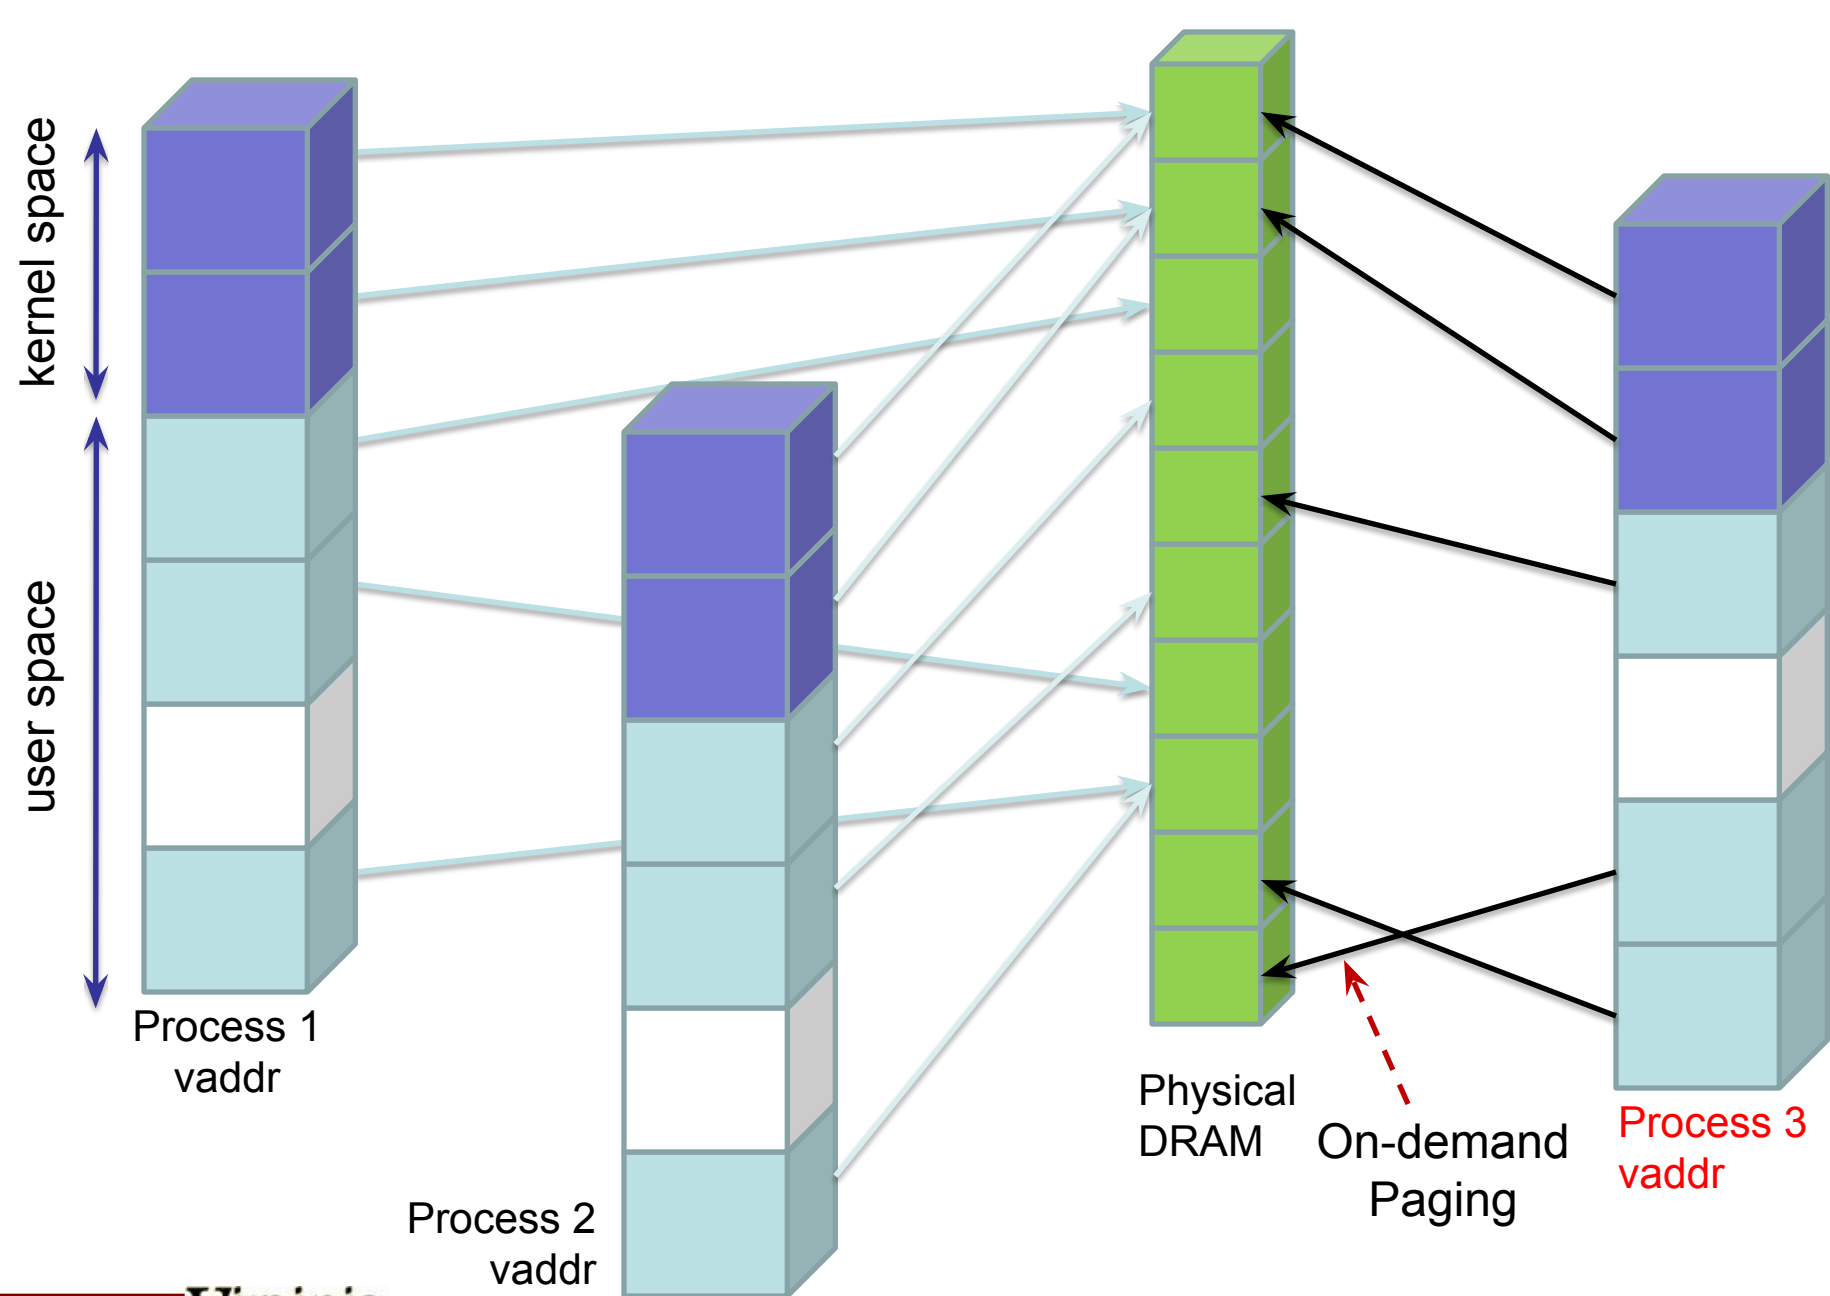 kernel space
user space
Process 1
vaddr
Process 2
vaddr
Physical
DRAM
On-demand
Paging
Process 3
vaddr